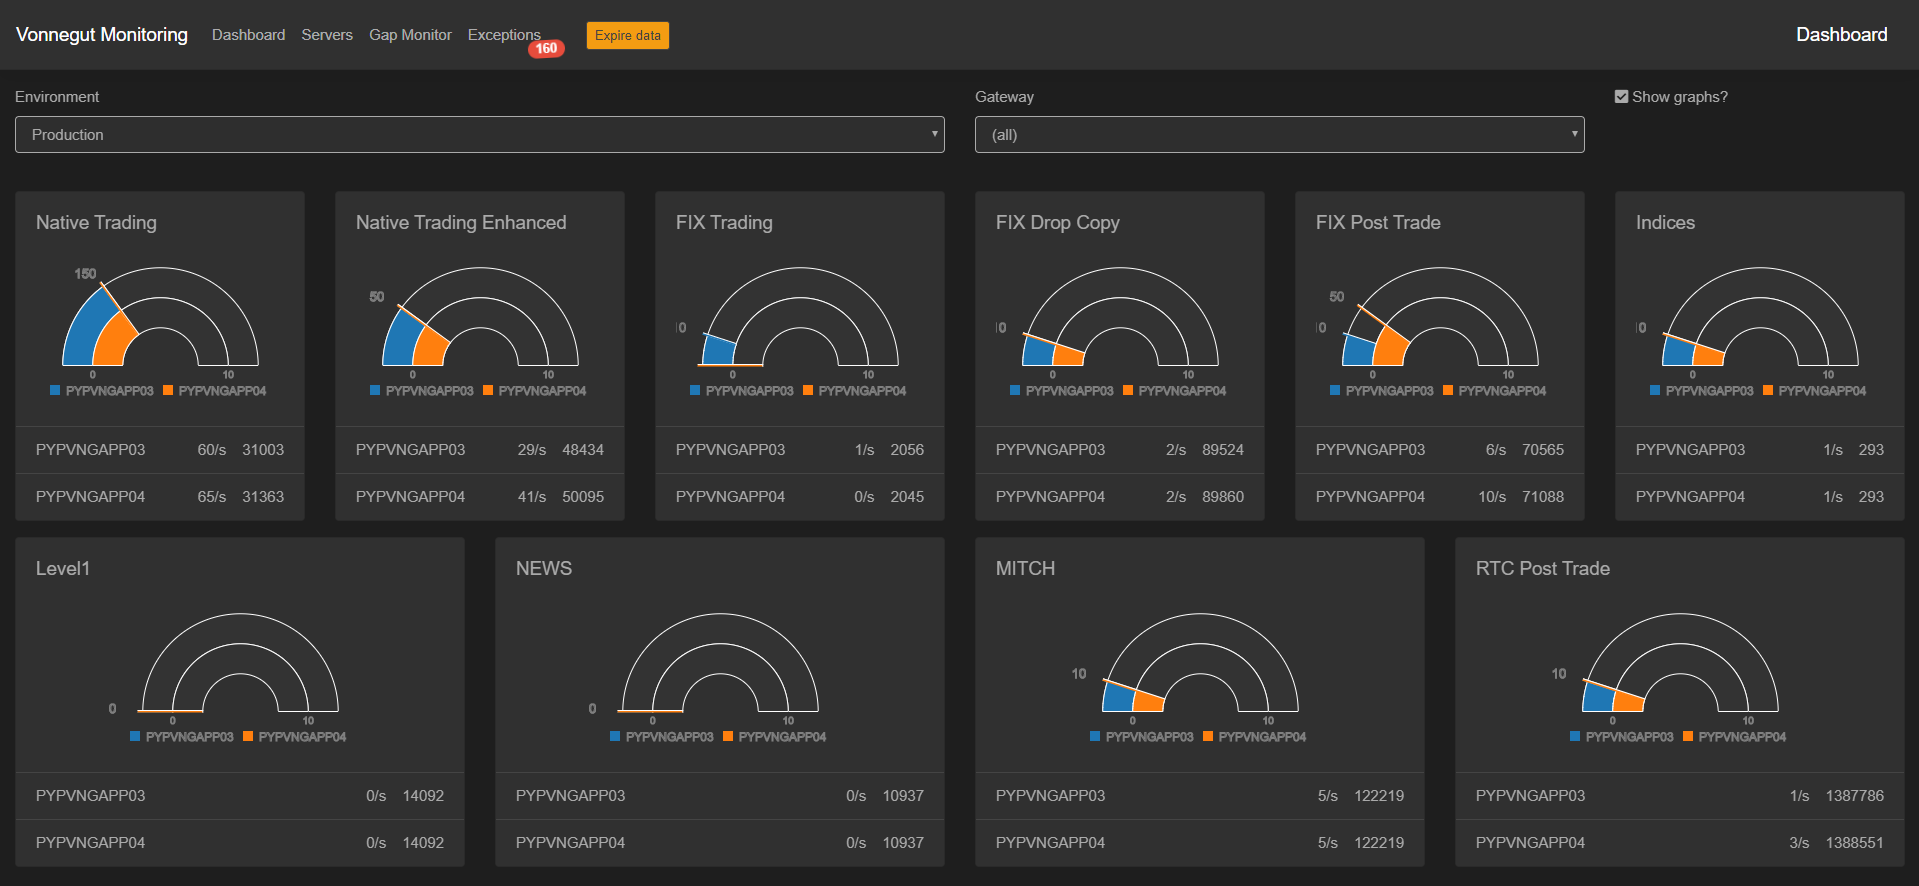 Vonnegut Monitoring Dashboard Servers Gap Monitor Exceptions 160 Expire data Dashboard
Environment Gateway Show graphs?
Production (all)
Native Trading
150
0 10
PYPVNGAPP03 PYPVNGAPP04
PYPVNGAPP03 60/s 31003
PYPVNGAPP04 65/s 31363
Native Trading Enhanced
50
0 10
PYPVNGAPP03 PYPVNGAPP04
PYPVNGAPP03 29/s 48434
PYPVNGAPP04 41/s 50095
FIX Trading
10
0 10
PYPVNGAPP03 PYPVNGAPP04
PYPVNGAPP03 1/s 2056
PYPVNGAPP04 0/s 2045
FIX Drop Copy
10
0 10
PYPVNGAPP03 PYPVNGAPP04
PYPVNGAPP03 2/s 89524
PYPVNGAPP04 2/s 89860
FIX Post Trade
50
10
0 10
PYPVNGAPP03 PYPVNGAPP04
PYPVNGAPP03 6/s 70565
PYPVNGAPP04 10/s 71088
Indices
10
0 10
PYPVNGAPP03 PYPVNGAPP04
PYPVNGAPP03 1/s 293
PYPVNGAPP04 1/s 293
Level1
0
0 10
PYPVNGAPP03 PYPVNGAPP04
PYPVNGAPP03 0/s 14092
PYPVNGAPP04 0/s 14092
NEWS
0
0 10
PYPVNGAPP03 PYPVNGAPP04
PYPVNGAPP03 0/s 10937
PYPVNGAPP04 0/s 10937
MITCH
10
0 10
PYPVNGAPP03 PYPVNGAPP04
PYPVNGAPP03 5/s 122219
PYPVNGAPP04 5/s 122219
RTC Post Trade
10
0 10
PYPVNGAPP03 PYPVNGAPP04
PYPVNGAPP03 1/s 1387786
PYPVNGAPP04 3/s 1388551